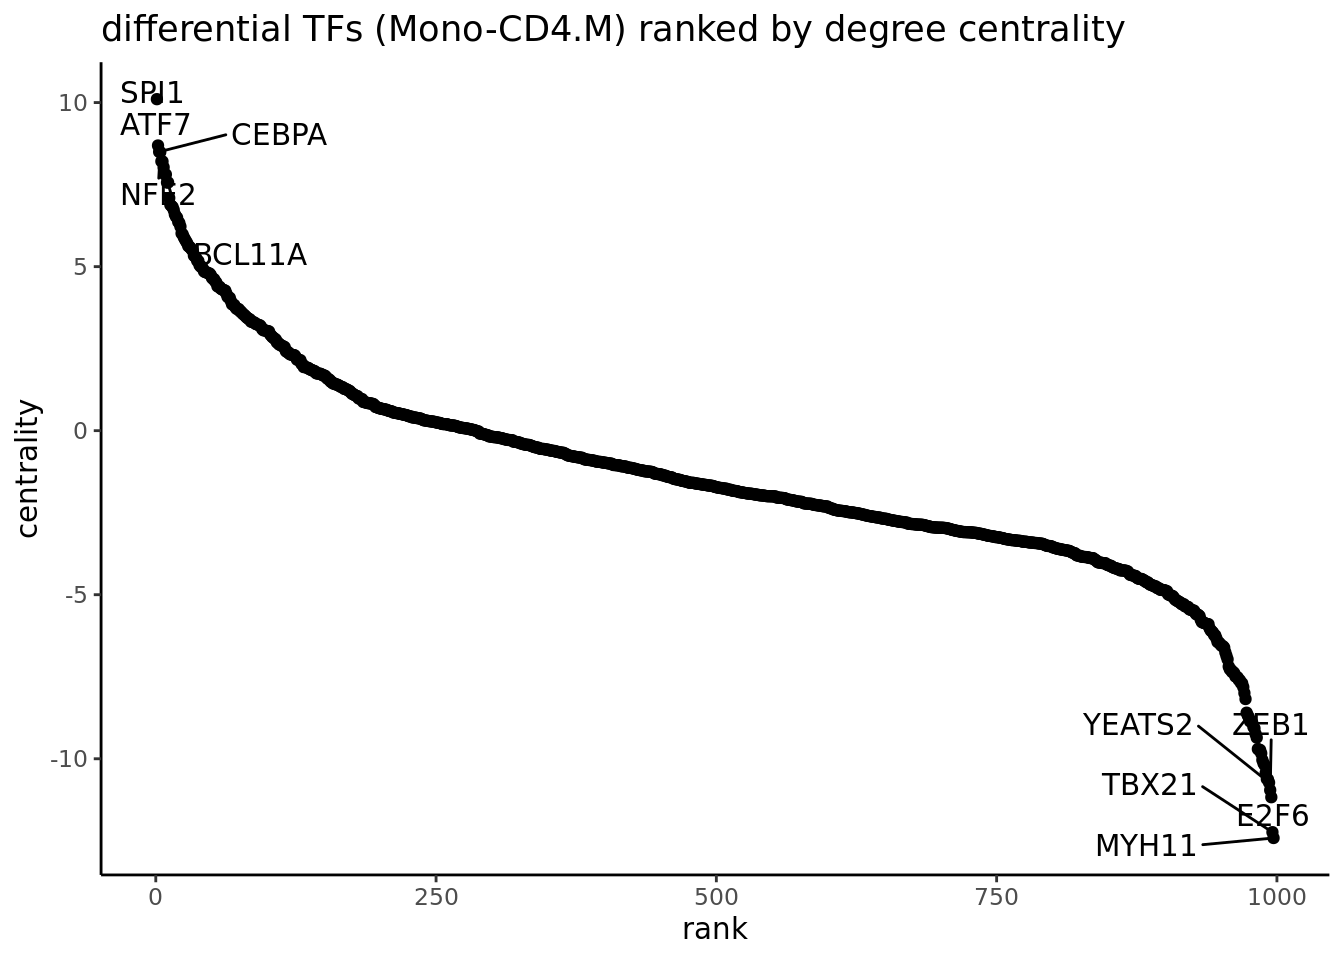 differential TFs (Mono-CD4.M) ranked by degree centrality
SPI1
10
ATF7
CEBPA
NFE2
BCL11A
5
centrality
0
-5
YEATS2
ZEB1
-10
TBX21
E2F6
MYH11
0 250 500 750 1000
rank